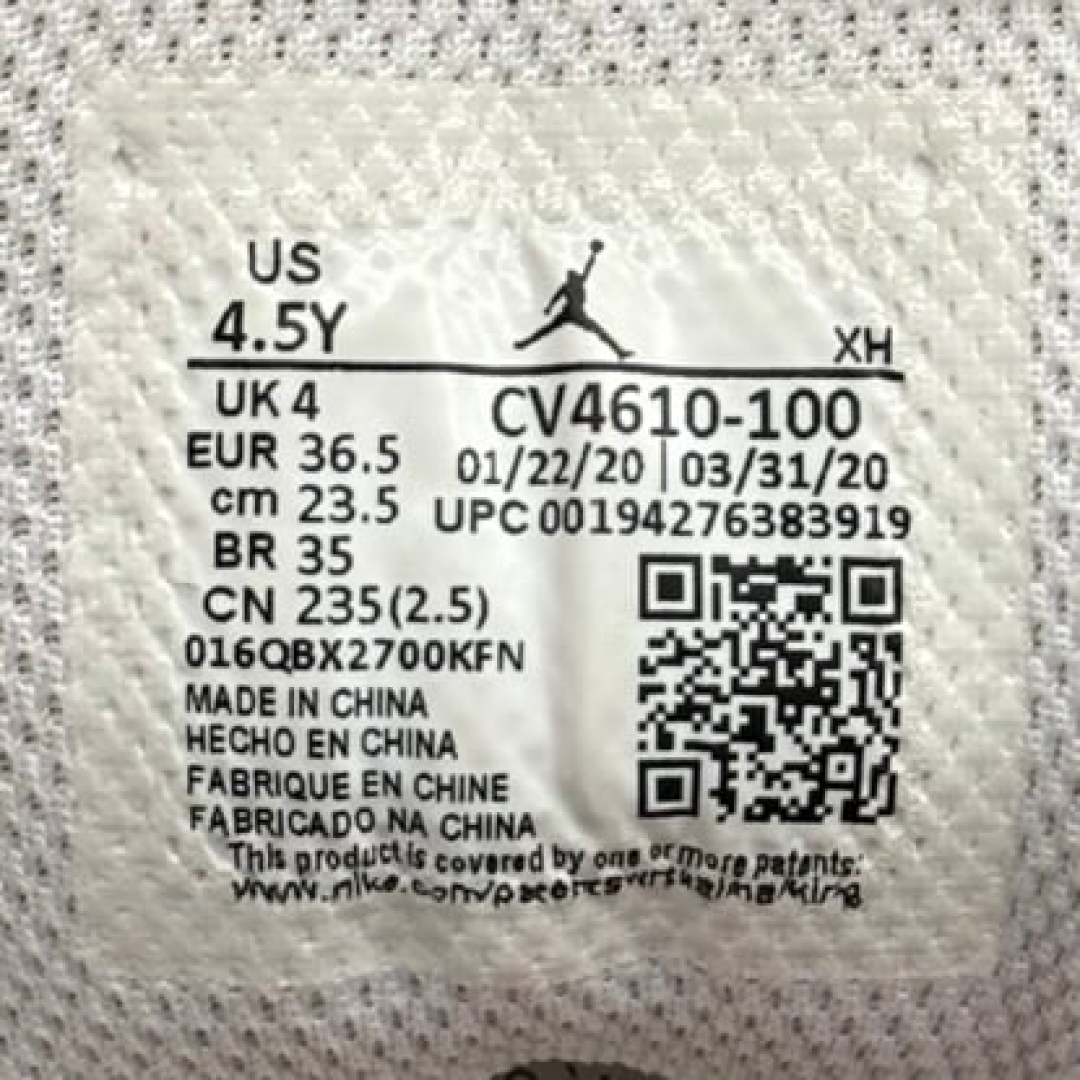 US
4.5Y
XH
UK 4
EUR 36.5
cm 23.5
BR 35
CN 235(2.5)
CV4610-100
01/22/20 | 03/31/20
UPC 00194276383919
016QBX2700KFN
MADE IN CHINA
HECHO EN CHINA
FABRIQUE EN CHINE
FABRICADO NA CHINA
This product is covered by one or more patents: